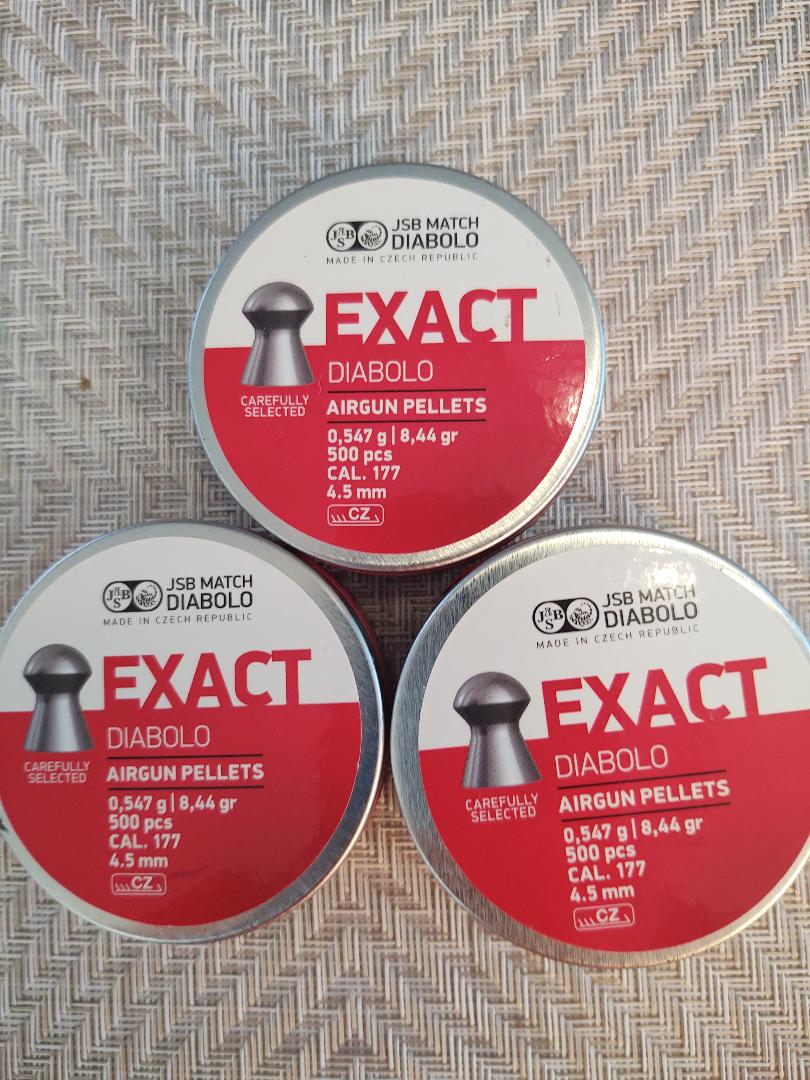 JSB
JSB MATCH
DIABOLO
MADE IN CZECH REPUBLIC
EXACT
DIABOLO
CAREFULLY
SELECTED
AIRGUN PELLETS
0,547 g | 8,44 gr
500 pcs
CAL. 177
4.5 mm
CZ
JSB
JSB MATCH
DIABOLO
MADE IN CZECH REPUBLIC
EXACT
DIABOLO
CAREFULLY
SELECTED
AIRGUN PELLETS
0,547 g | 8,44 gr
500 pcs
CAL. 177
4.5 mm
CZ
JSB
JSB MATCH
DIABOLO
MADE IN CZECH REPUBLIC
EXACT
DIABOLO
CAREFULLY
SELECTED
AIRGUN PELLETS
0,547 g | 8,44 gr
500 pcs
CAL. 177
4.5 mm
CZ